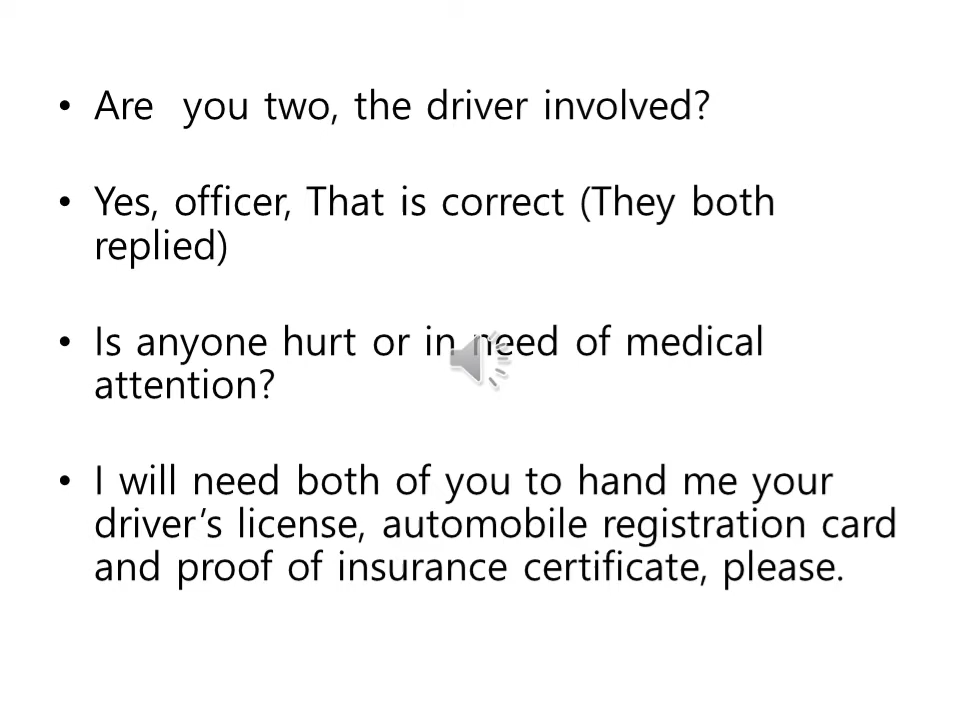 • Are  you two, the driver involved?
• Yes, officer, That is correct (They both
replied)
• Is anyone hurt or in need of medical
attention?
• I will need both of you to hand me your
driver’s license, automobile registration card
and proof of insurance certificate, please.